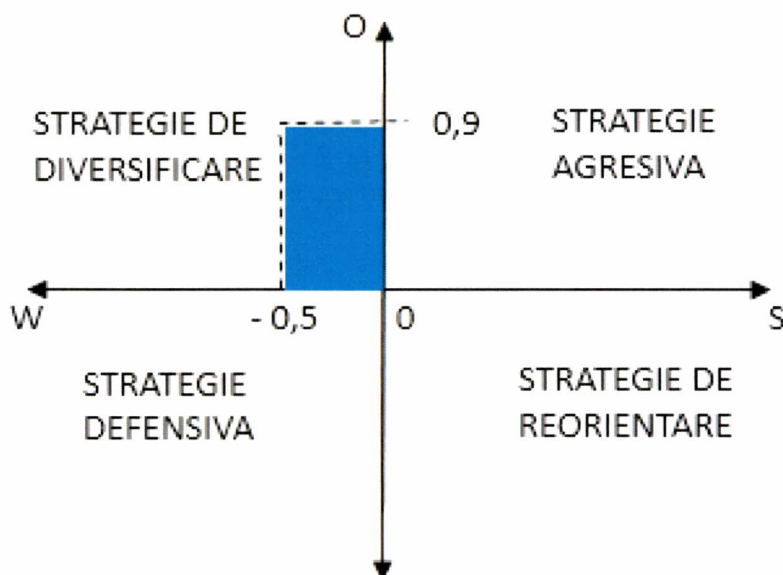 O
STRATEGIE DE
DIVERSIFICARE
0,9
STRATEGIE
AGRESIVA
W
- 0,5
0
S
STRATEGIE
DEFENSIVA
STRATEGIE DE
REORIENTARE